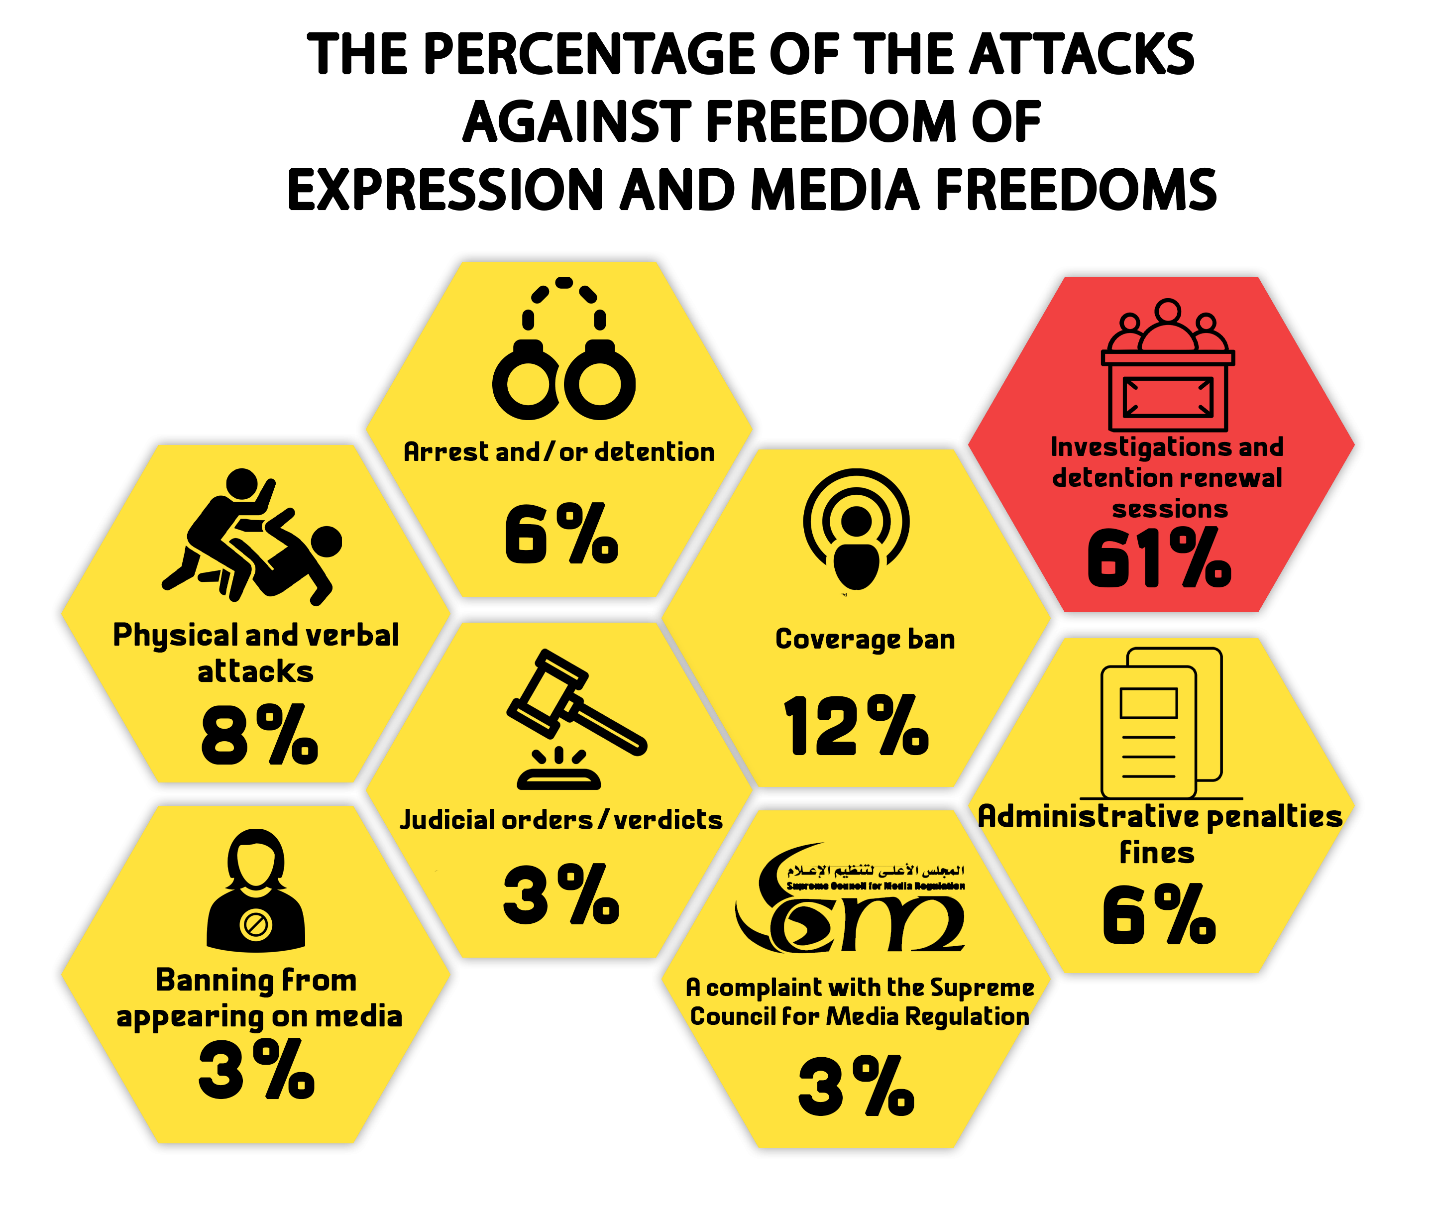 THE PERCENTAGE OF THE ATTACKS
AGAINST FREEDOM OF
EXPRESSION AND MEDIA FREEDOMS
Arrest and/or detention
6%
Investigations and
detention renewal
sessions
61%
Physical and verbal
attacks
8%
Coverage ban
12%
Judicial orders/verdicts
3%
Administrative penalties
fines
6%
Banning from
appearing on media
3%
المجلس الأعلى لتنظيم الإعلام
Supreme Council for Media Regulation
scm
A complaint with the Supreme
Council for Media Regulation
3%